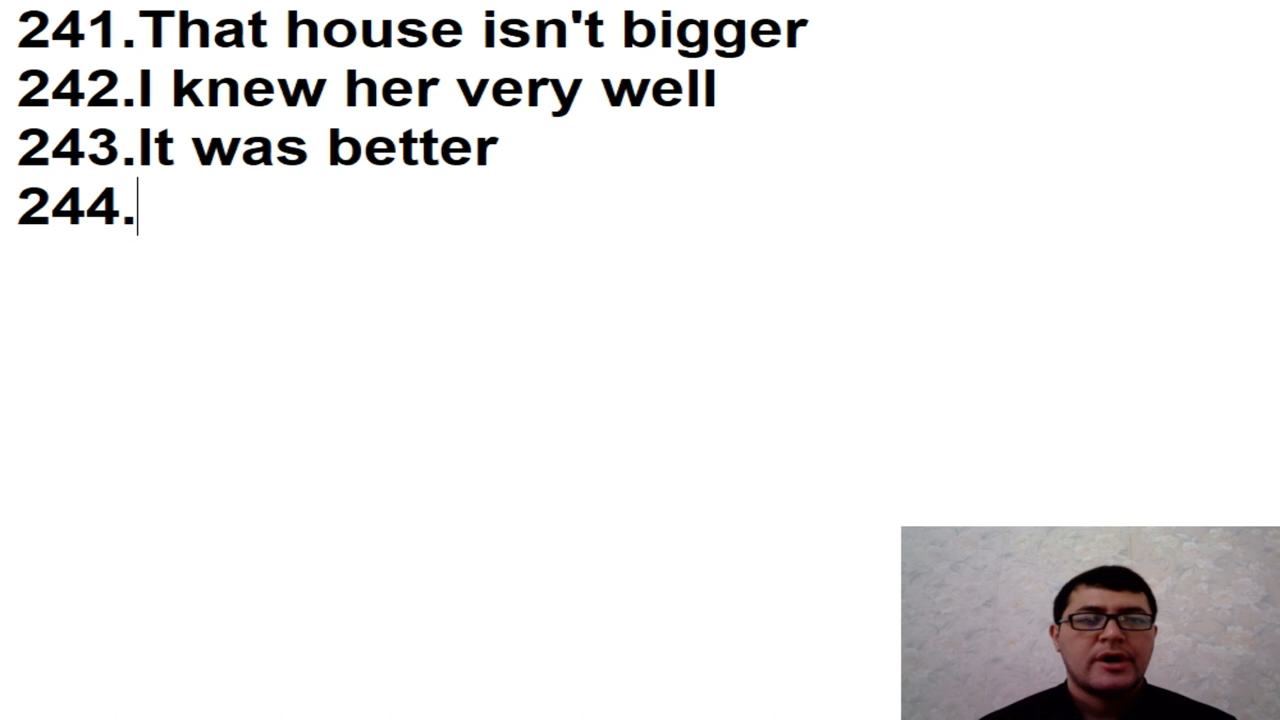 241.That house isn't bigger
242.I knew her very well
243.It was better
244.